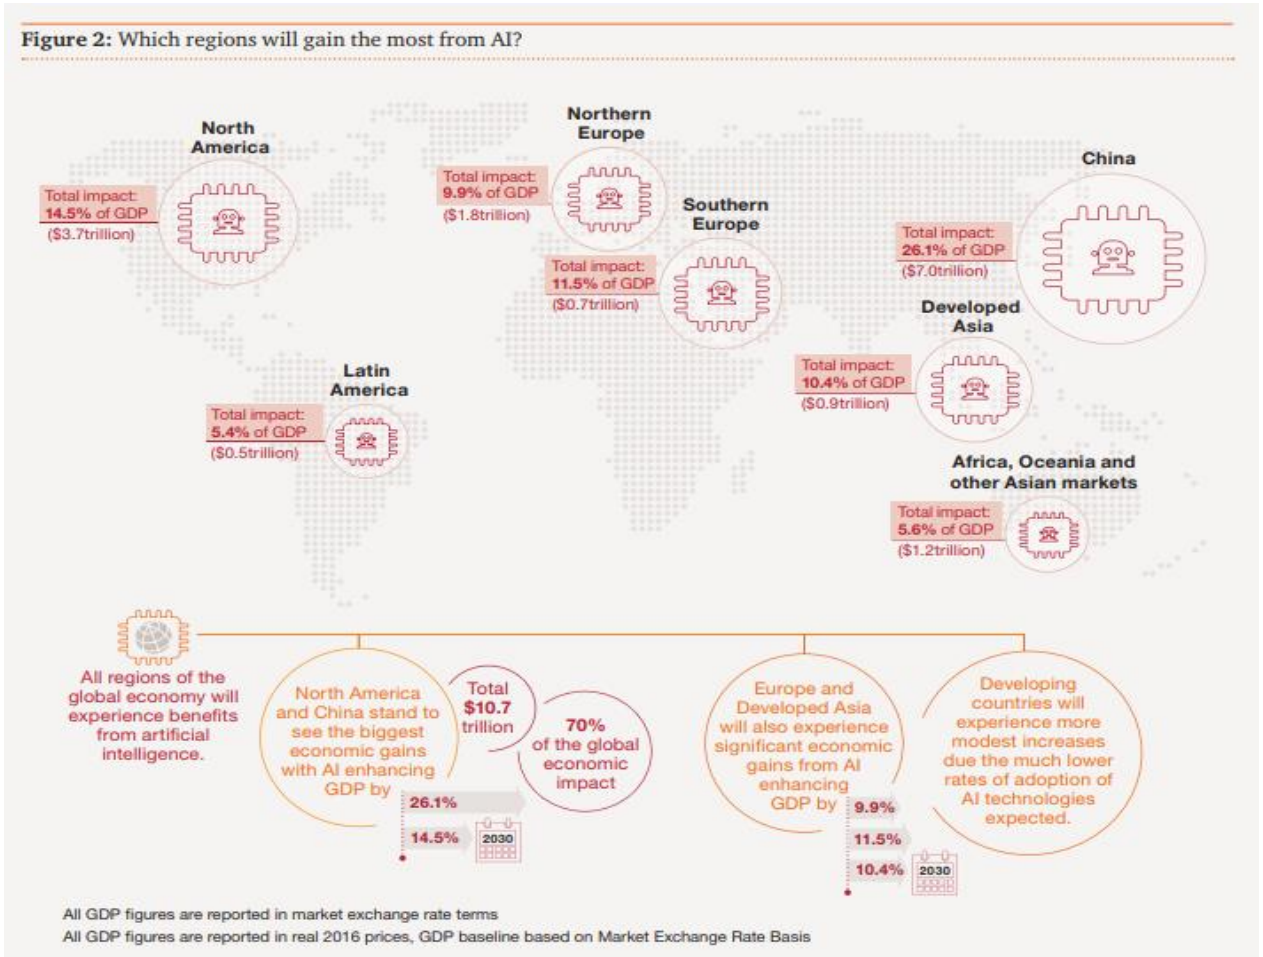 Figure 2: Which regions will gain the most from AI?
North
America
Total impact:
14.5% of GDP
($3.7trillion)
Northern
Europe
Total impact:
9.9% of GDP
($1.8trillion)
Southern
Europe
Total impact:
11.5% of GDP
($0.7trillion)
China
Total impact:
26.1% of GDP
($7.0trillion)
Developed
Asia
Total impact:
10.4% of GDP
($0.9trillion)
Latin
America
Total impact:
5.4% of GDP
($0.5trillion)
Africa, Oceania and
other Asian markets
Total impact:
5.6% of GDP
($1.2trillion)
All regions of the
global economy will
experience benefits
from artificial
intelligence.
North America
and China stand to
see the biggest
economic gains
with AI enhancing
GDP by
26.1%
14.5%
2030
Total
$10.7
trillion
70%
of the global
economic
impact
Europe and
Developed Asia
will also experience
significant economic
gains from AI
enhancing
GDP by
9.9%
11.5%
10.4%
2030
Developing
countries will
experience more
modest increases
due the much lower
rates of adoption of
AI technologies
expected.
All GDP figures are reported in market exchange rate terms
All GDP figures are reported in real 2016 prices, GDP baseline based on Market Exchange Rate Basis